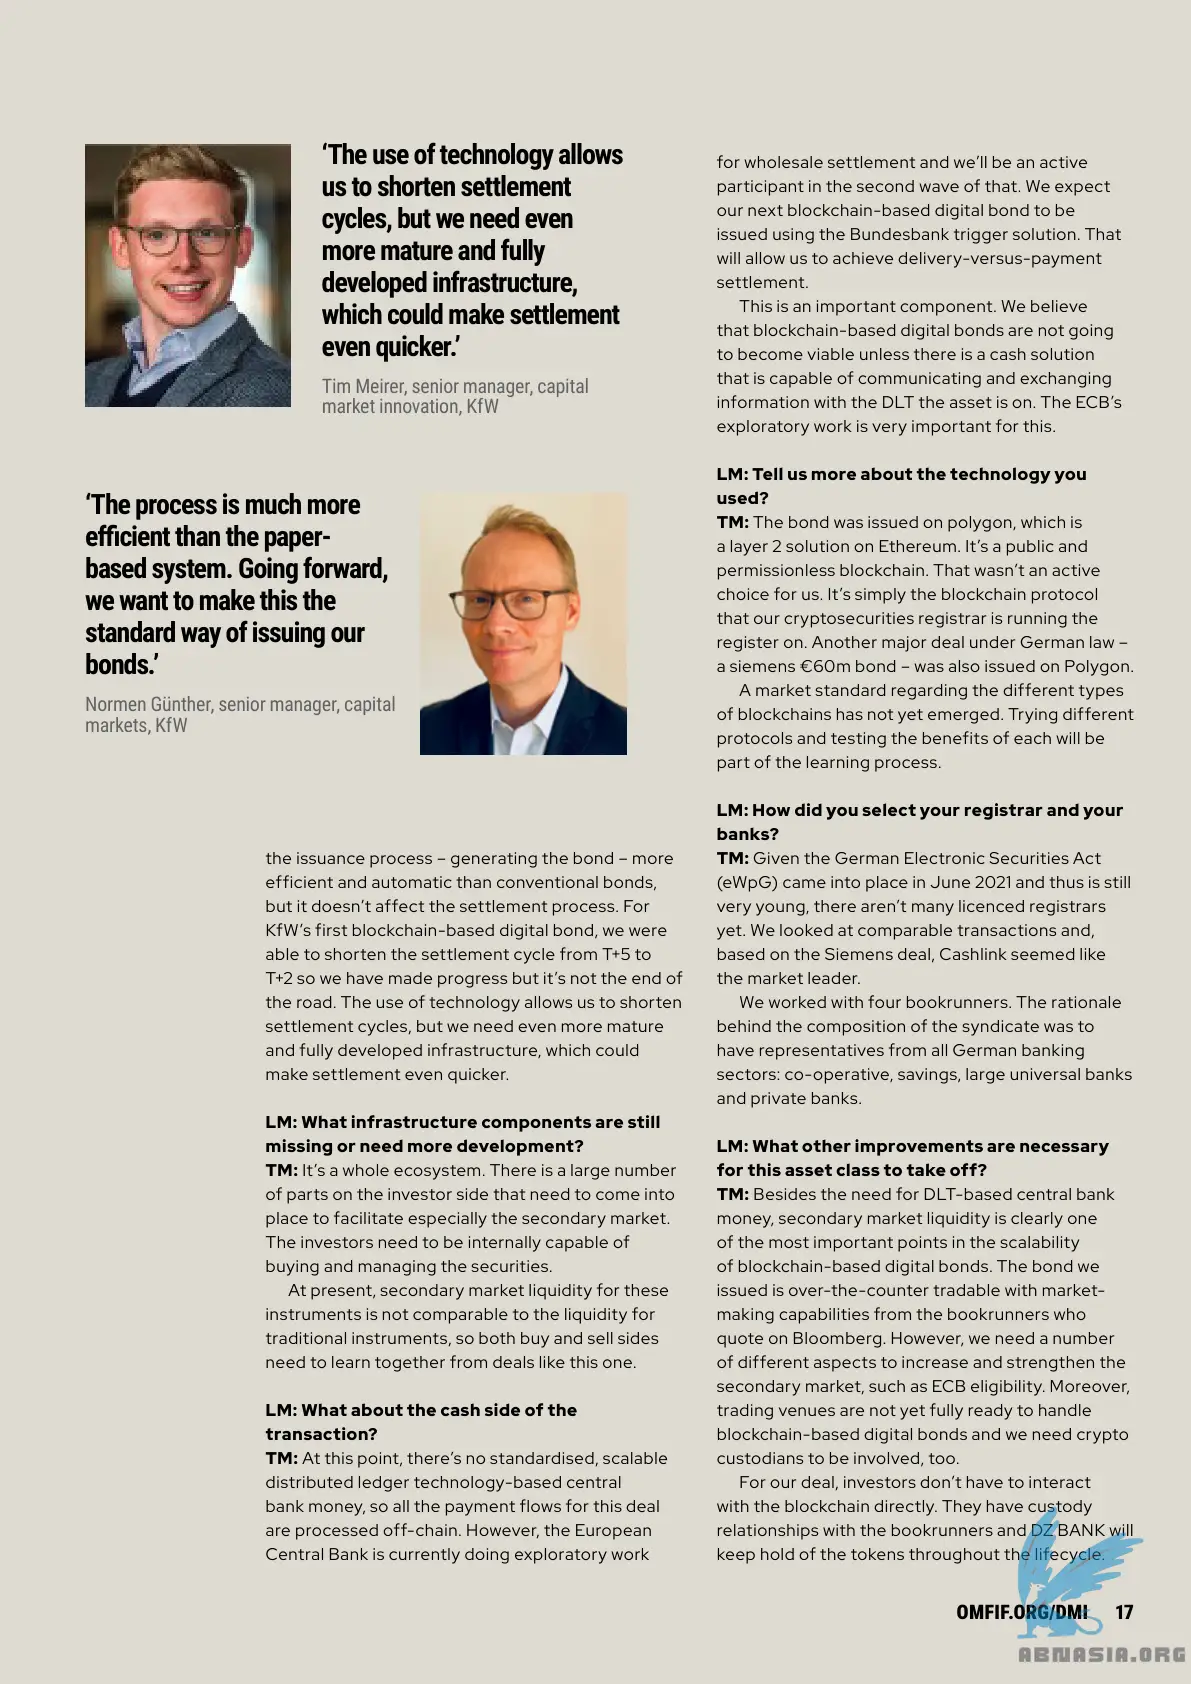 ‘The use of technology allows
us to shorten settlement
cycles, but we need even
more mature and fully
developed infrastructure,
which could make settlement
even quicker.’
Tim Meirer, senior manager, capital
market innovation, KfW
‘The process is much more
efficient than the paper-
based system. Going forward,
we want to make this the
standard way of issuing our
bonds.’
Normen Günther, senior manager, capital
markets, KfW
the issuance process – generating the bond – more
efficient and automatic than conventional bonds,
but it doesn’t affect the settlement process. For
KfW’s first blockchain-based digital bond, we were
able to shorten the settlement cycle from T+5 to
T+2 so we have made progress but it’s not the end of
the road. The use of technology allows us to shorten
settlement cycles, but we need even more mature
and fully developed infrastructure, which could
make settlement even quicker.
LM: What infrastructure components are still
missing or need more development?
TM: It’s a whole ecosystem. There is a large number
of parts on the investor side that need to come into
place to facilitate especially the secondary market.
The investors need to be internally capable of
buying and managing the securities.
At present, secondary market liquidity for these
instruments is not comparable to the liquidity for
traditional instruments, so both buy and sell sides
need to learn together from deals like this one.
LM: What about the cash side of the
transaction?
TM: At this point, there’s no standardised, scalable
distributed ledger technology-based central
bank money, so all the payment flows for this deal
are processed off-chain. However, the European
Central Bank is currently doing exploratory work
for wholesale settlement and we’ll be an active
participant in the second wave of that. We expect
our next blockchain-based digital bond to be
issued using the Bundesbank trigger solution. That
will allow us to achieve delivery-versus-payment
settlement.
This is an important component. We believe
that blockchain-based digital bonds are not going
to become viable unless there is a cash solution
that is capable of communicating and exchanging
information with the DLT the asset is on. The ECB’s
exploratory work is very important for this.
LM: Tell us more about the technology you
used?
TM: The bond was issued on polygon, which is
a layer 2 solution on Ethereum. It’s a public and
permissionless blockchain. That wasn’t an active
choice for us. It’s simply the blockchain protocol
that our cryptosecurities registrar is running the
register on. Another major deal under German law –
a siemens €60m bond – was also issued on Polygon.
A market standard regarding the different types
of blockchains has not yet emerged. Trying different
protocols and testing the benefits of each will be
part of the learning process.
LM: How did you select your registrar and your
banks?
TM: Given the German Electronic Securities Act
(eWpG) came into place in June 2021 and thus is still
very young, there aren’t many licenced registrars
yet. We looked at comparable transactions and,
based on the Siemens deal, Cashlink seemed like
the market leader.
We worked with four bookrunners. The rationale
behind the composition of the syndicate was to
have representatives from all German banking
sectors: co-operative, savings, large universal banks
and private banks.
LM: What other improvements are necessary
for this asset class to take off?
TM: Besides the need for DLT-based central bank
money, secondary market liquidity is clearly one
of the most important points in the scalability
of blockchain-based digital bonds. The bond we
issued is over-the-counter tradable with market-
making capabilities from the bookrunners who
quote on Bloomberg. However, we need a number
of different aspects to increase and strengthen the
secondary market, such as ECB eligibility. Moreover,
trading venues are not yet fully ready to handle
blockchain-based digital bonds and we need crypto
custodians to be involved, too.
For our deal, investors don’t have to interact
with the blockchain directly. They have custody
relationships with the bookrunners and DZ BANK will
keep hold of the tokens throughout the lifecycle.
OMFIF.ORG/DMI 17
ABNASIA.ORG